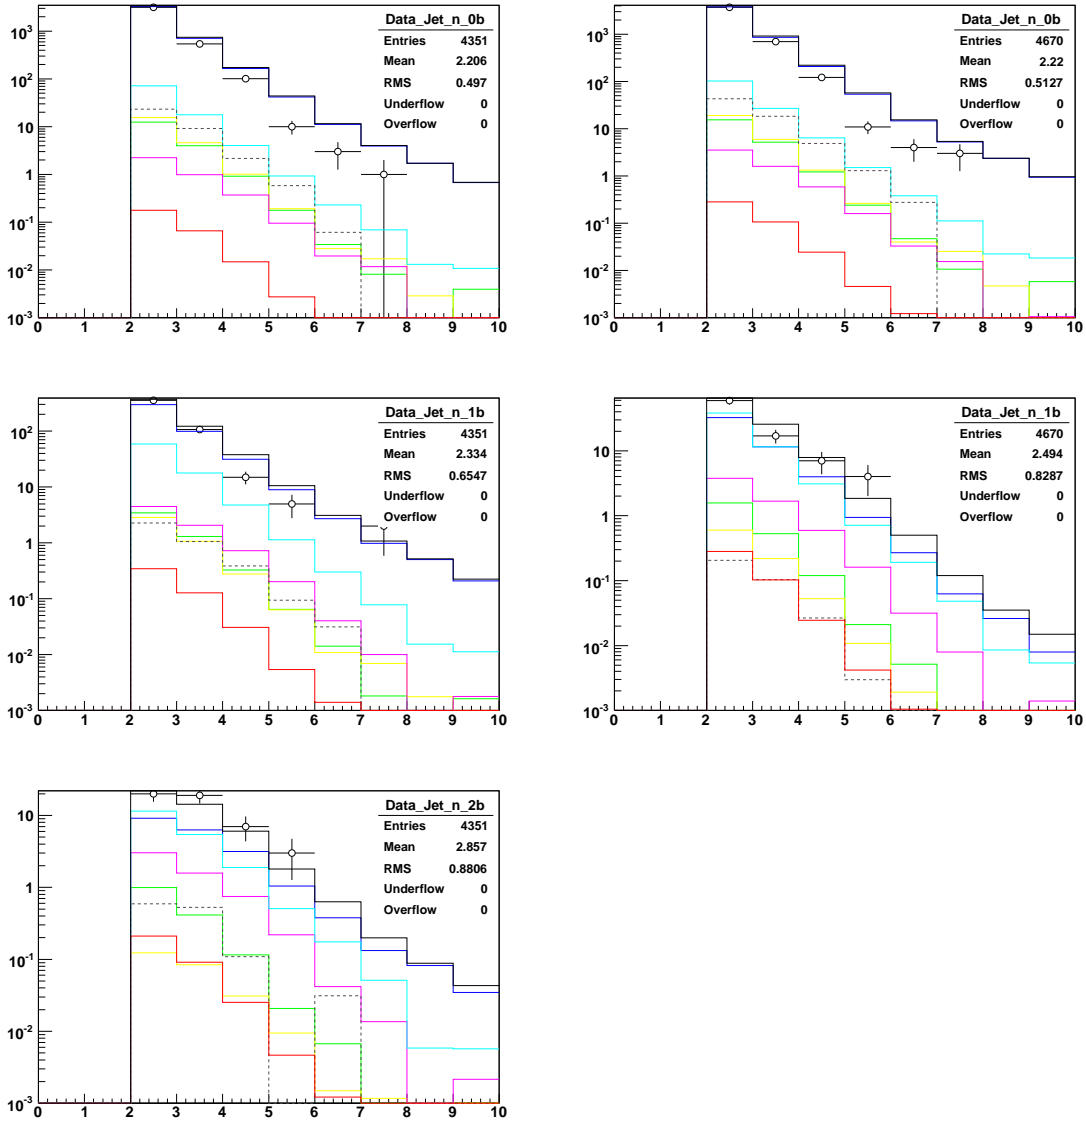 Data_Jet_n_0b
Entries 4351
Mean 2.206
RMS 0.497
Underflow 0
Overflow 0
10³
10²
10
1
10⁻¹
10⁻²
10⁻³
0 1 2 3 4 5 6 7 8 9 10
Data_Jet_n_0b
Entries 4670
Mean 2.22
RMS 0.5127
Underflow 0
Overflow 0
10³
10²
10
1
10⁻¹
10⁻²
10⁻³
0 1 2 3 4 5 6 7 8 9 10
Data_Jet_n_1b
Entries 4351
Mean 2.334
RMS 0.6547
Underflow 0
Overflow 0
10²
10
1
10⁻¹
10⁻²
10⁻³
0 1 2 3 4 5 6 7 8 9 10
Data_Jet_n_1b
Entries 4670
Mean 2.494
RMS 0.8287
Underflow 0
Overflow 0
10
1
10⁻¹
10⁻²
10⁻³
0 1 2 3 4 5 6 7 8 9 10
Data_Jet_n_2b
Entries 4351
Mean 2.857
RMS 0.8806
Underflow 0
Overflow 0
10
1
10⁻¹
10⁻²
10⁻³
0 1 2 3 4 5 6 7 8 9 10